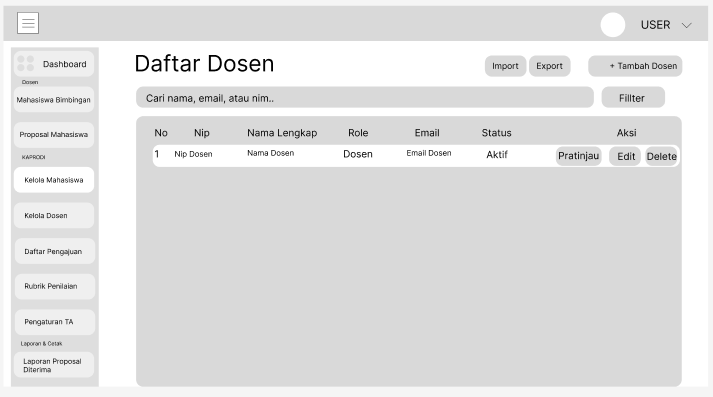 USER
Dashboard
Dosen
Mahasiswa Bimbingan
Proposal Mahasiswa
KAPRODI
Kelola Mahasiswa
Kelola Dosen
Daftar Pengajuan
Rubrik Penilaian
Pengaturan TA
Laporan & Cetak
Laporan Proposal
Diterima
Daftar Dosen
Import Export + Tambah Dosen
Cari nama, email, atau nim.. Fillter
No Nip Nama Lengkap Role Email Status Aksi
1 Nip Dosen Nama Dosen Dosen Email Dosen Aktif Pratinjau Edit Delete